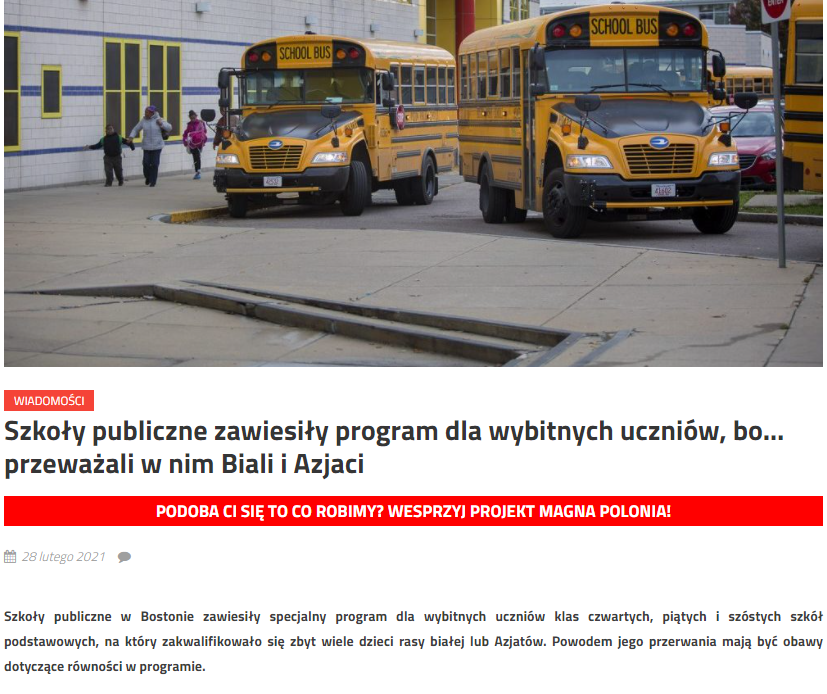 SCHOOL BUS
SCHOOL BUS
ENTER
WIADOMOŚCI
Szkoły publiczne zawiesiły program dla wybitnych uczniów, bo...
przeważali w nim Biali i Azjaci
PODOBA CI SIĘ TO CO ROBIMY? WESPRZYJ PROJEKT MAGNA POLONIA!
28 lutego 2021
Szkoły publiczne w Bostonie zawiesiły specjalny program dla wybitnych uczniów klas czwartych, piątych i szóstych szkół
podstawowych, na który zakwalifikowało się zbyt wiele dzieci rasy białej lub Azjatów. Powodem jego przerwania mają być obawy
dotyczące równości w programie.